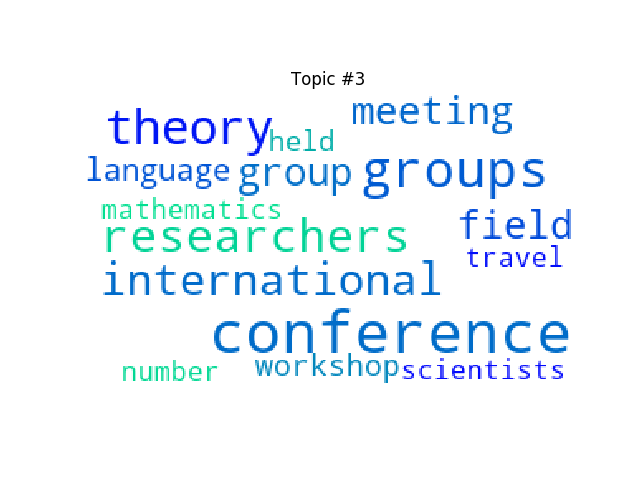 Topic #3
meeting
theory
held
language group groups
mathematics
researchers field
travel
international
conference
workshop scientists
number